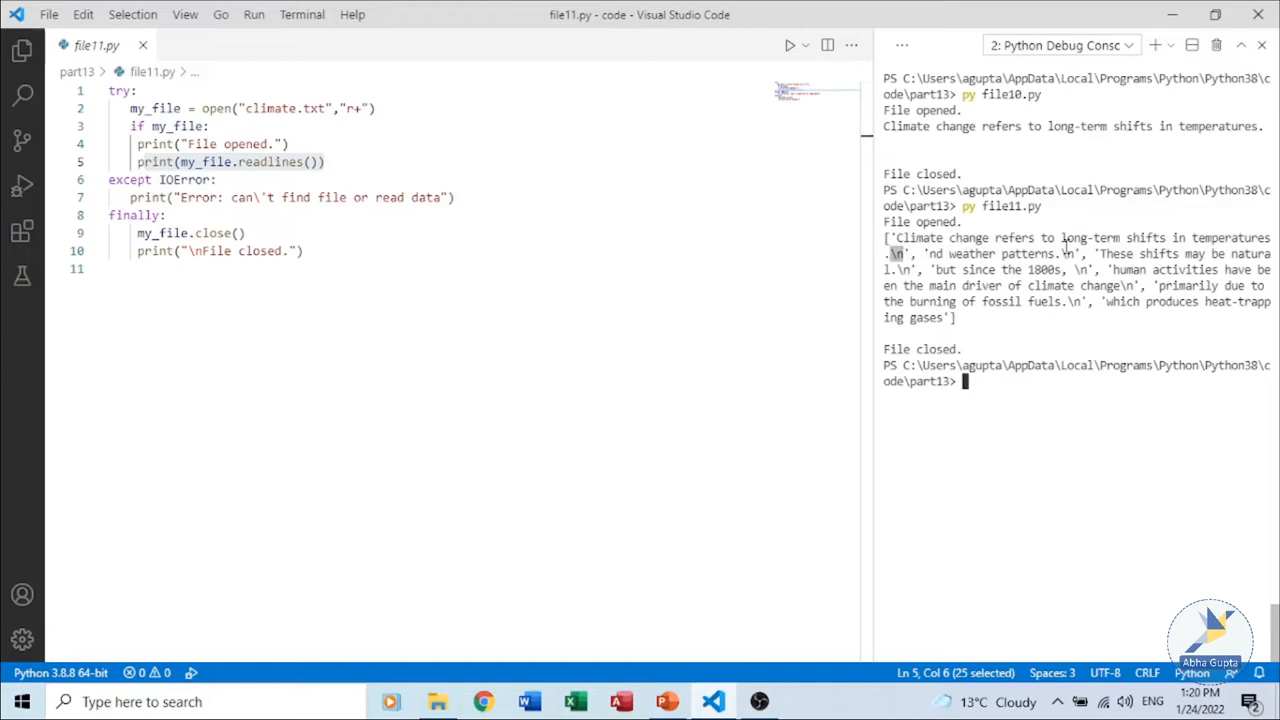 File Edit Selection View Go Run Terminal Help
file11.py - code - Visual Studio Code
file11.py
part13 > file11.py > ...
1 try:
2 my_file = open("climate.txt","r+")
3 if my_file:
4 print("File opened.")
5 print(my_file.readlines())
6 except IOError:
7 print("Error: can\'t find file or read data")
8 finally:
9 my_file.close()
10 print("\nFile closed.")
11
2: Python Debug Consc
PS C:\Users\agupta\AppData\Local\Programs\Python\Python38\c
ode\part13> py file10.py
File opened.
Climate change refers to long-term shifts in temperatures.
File closed.
PS C:\Users\agupta\AppData\Local\Programs\Python\Python38\c
ode\part13> py file11.py
File opened.
['Climate change refers to long-term shifts in temperatures
.\n', 'nd weather patterns.\n', 'These shifts may be natura
l.\n', 'but since the 1800s, \n', 'human activities have be
en the main driver of climate change\n', 'primarily due to
the burning of fossil fuels.\n', 'which produces heat-trapp
ing gases']
File closed.
PS C:\Users\agupta\AppData\Local\Programs\Python\Python38\c
ode\part13>
Abha Gupta
Python 3.8.8 64-bit 0 0 Ln 5, Col 6 (25 selected) Spaces: 3 UTF-8 CRLF Python
Type here to search
13°C Cloudy ENG
1:20 PM
1/24/2022
2